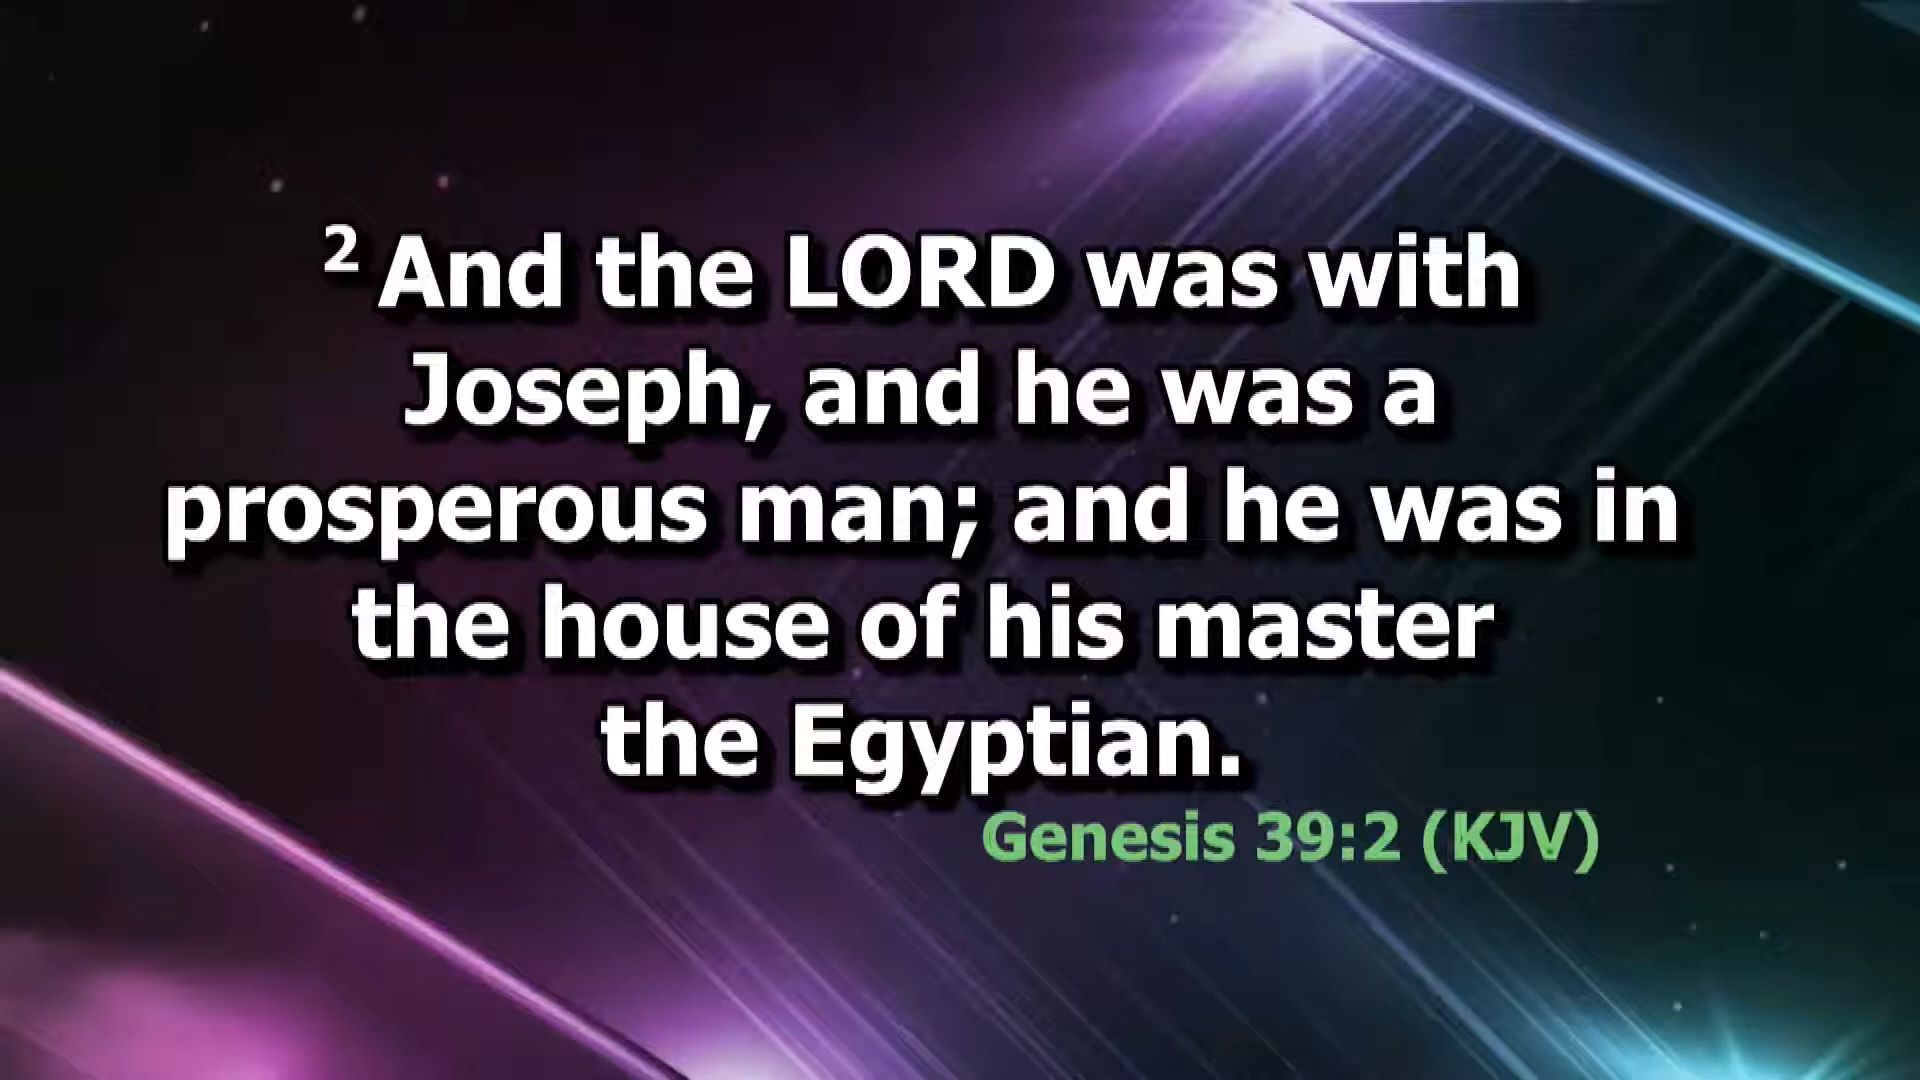 2 And the LORD was with
Joseph, and he was a
prosperous man; and he was in
the house of his master
the Egyptian.
Genesis 39:2 (KJV)